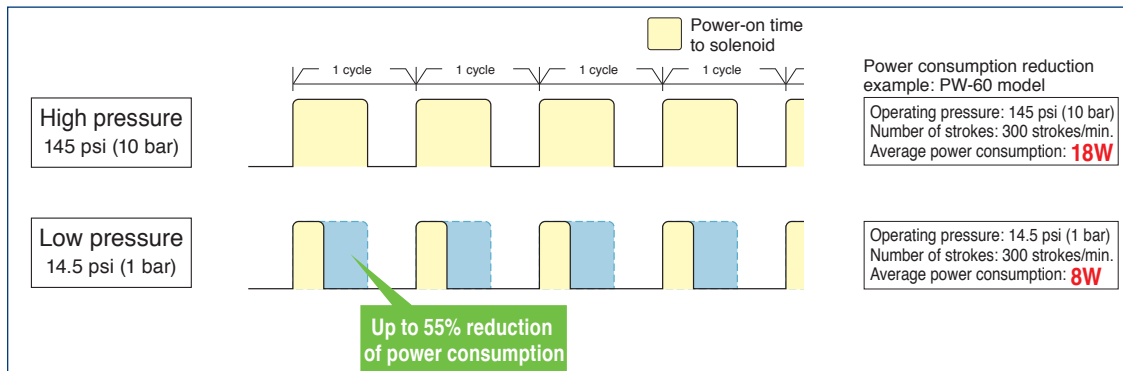 Power-on time
to solenoid
1 cycle
1 cycle
1 cycle
1 cycle
High pressure
145 psi (10 bar)
Power consumption reduction
example: PW-60 model
Operating pressure: 145 psi (10 bar)
Number of strokes: 300 strokes/min.
Average power consumption: 18W
Low pressure
14.5 psi (1 bar)
Operating pressure: 14.5 psi (1 bar)
Number of strokes: 300 strokes/min.
Average power consumption: 8W
Up to 55% reduction
of power consumption